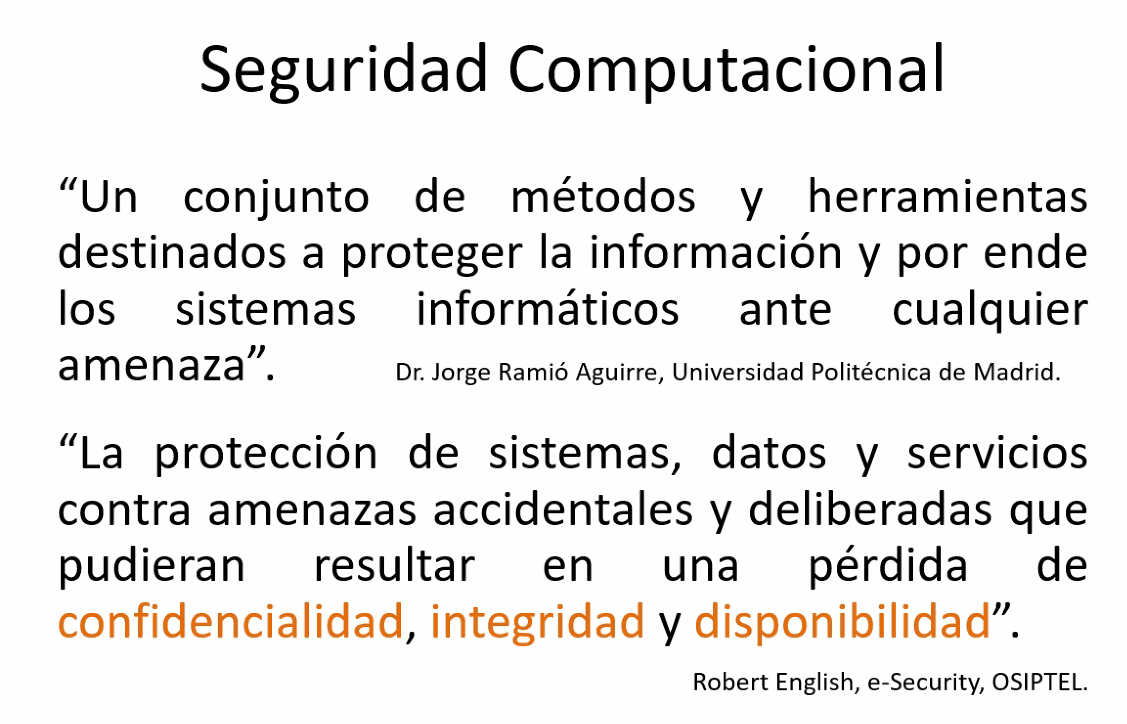 Seguridad Computacional
“Un conjunto de métodos y herramientas
destinados a proteger la información y por ende
los sistemas informáticos ante cualquier
amenaza”. Dr. Jorge Ramió Aguirre, Universidad Politécnica de Madrid.
“La protección de sistemas, datos y servicios
contra amenazas accidentales y deliberadas que
pudieran resultar en una pérdida de
confidencialidad, integridad y disponibilidad”.
Robert English, e-Security, OSIPTEL.